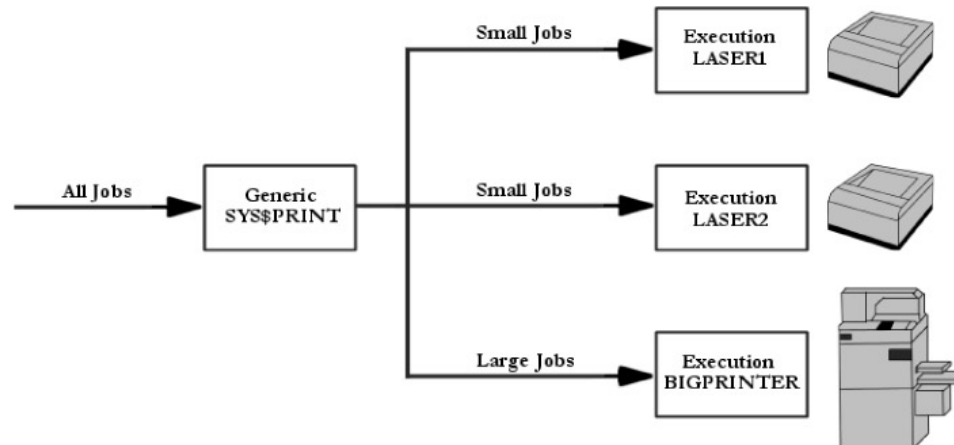 Small Jobs
Execution
LASER1
All Jobs
Generic
SYS$PRINT
Small Jobs
Execution
LASER2
Large Jobs
Execution
BIGPRINTER